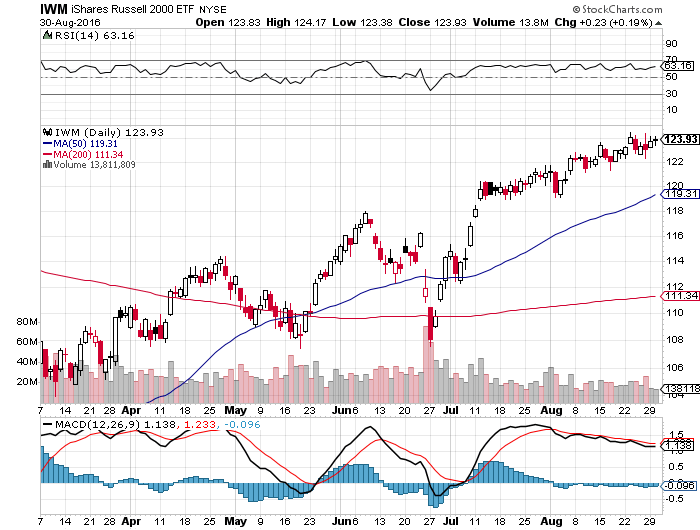 IWM iShares Russell 2000 ETF NYSE © StockCharts.com
30-Aug-2016 Open 123.83 High 124.17 Low 123.38 Close 123.93 Volume 13.8M Chg +0.23 (+0.19%)
RSI(14) 63.16
90
70
63.16
50
30
10
IWM (Daily) 123.93
MA(50) 119.31
MA(200) 111.34
Volume 13,811,809
123.93
122
120
119.31
118
116
114
112
111.34
110
108
106
104
80M
60M
40M
20M
138118
7 14 21 28 Apr 11 18 25 May 9 16 23 Jun 6 13 20 27 Jul 11 18 25 Aug 8 15 22 29
MACD(12,26,9) 1.138, 1.233, -0.096
1.5
1.138
0.5
-0.096
-0.5
7 14 21 28 Apr 11 18 25 May 9 16 23 Jun 6 13 20 27 Jul 11 18 25 Aug 8 15 22 29